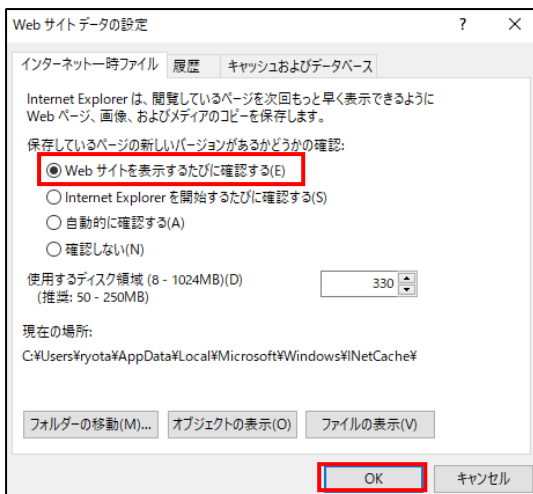 Web サイト データの設定 ? ×
インターネット一時ファイル 履歴 キャッシュおよびデータベース
Internet Explorer は、閲覧しているページを次回もっと早く表示できるように
Web ページ、画像、およびメディアのコピーを保存します。
保存しているページの新しいバージョンがあるかどうかの確認:
Web サイトを表示するたびに確認する(E)
Internet Explorer を開始するたびに確認する(S)
自動的に確認する(A)
確認しない(N)
使用するディスク領域 (8 - 1024MB)(D) 330
(推奨: 50 - 250MB)
現在の場所:
C:¥Users¥ryota¥AppData¥Local¥Microsoft¥Windows¥INetCache¥
フォルダーの移動(M)... オブジェクトの表示(O) ファイルの表示(V)
OK キャンセル